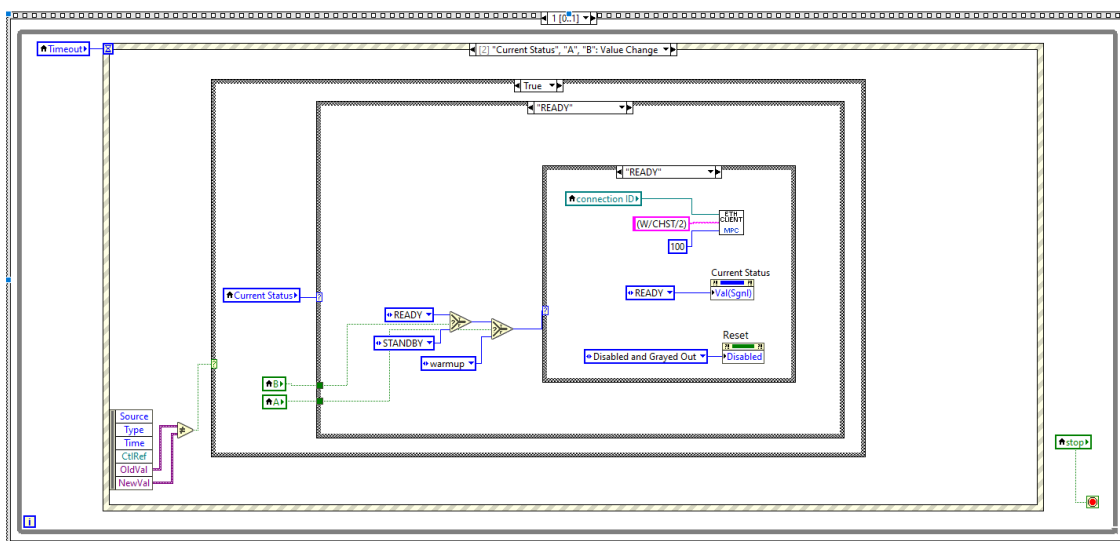 1 [0..1]
Timeout
[2] "Current Status", "A", "B": Value Change
True
"READY"
"READY"
connection ID
ETH
CLIENT
MPC
(W/CHST/2)
100
Current Status
READY
Val(Sgnl)
Current Status
READY
STANDBY
warmup
Reset
Disabled and Grayed Out
Disabled
B
A
Source
Type
Time
CtlRef
OldVal
NewVal
stop
i